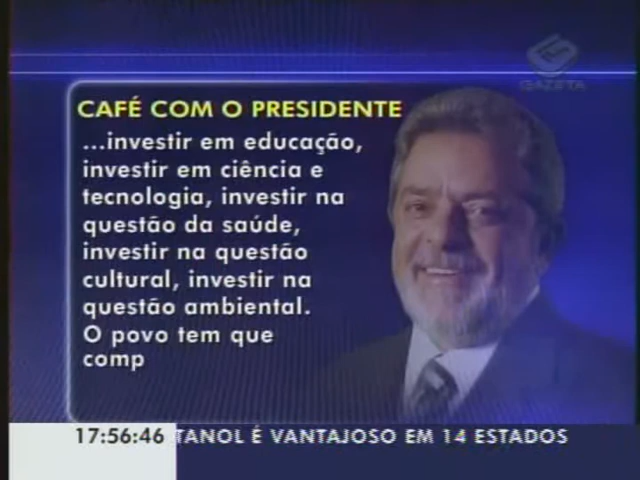 GAZETA
CAFÉ COM O PRESIDENTE
...investir em educação,
investir em ciência e
tecnologia, investir na
questão da saúde,
investir na questão
cultural, investir na
questão ambiental.
O povo tem que
comp
17:56:46 TANOL É VANTAJOSO EM 14 ESTADOS